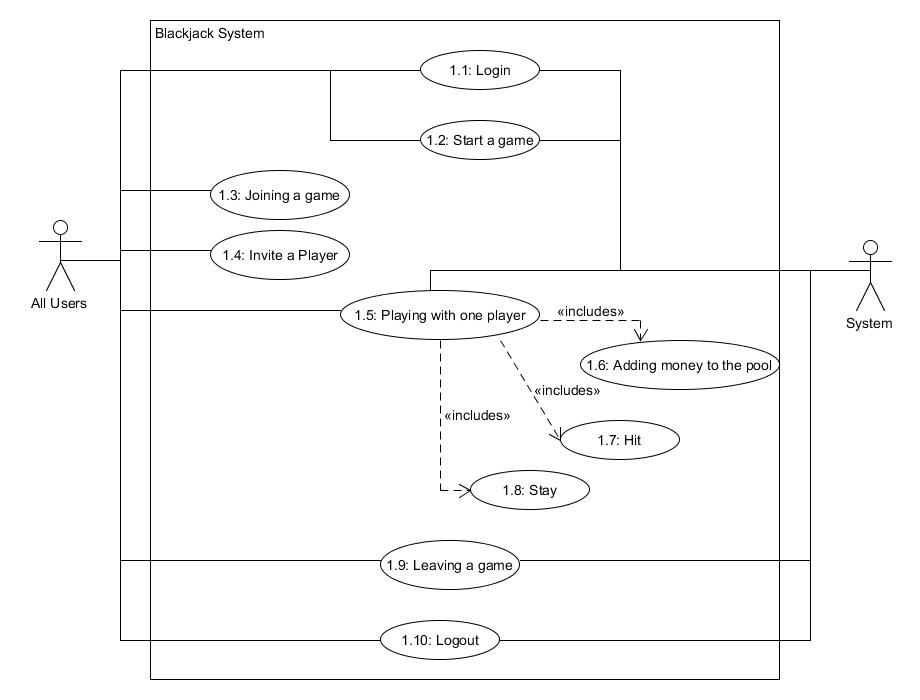 Blackjack System
1.1: Login
1.2: Start a game
1.3: Joining a game
1.4: Invite a Player
All Users
System
1.5: Playing with one player
«includes»
1.6: Adding money to the pool
«includes»
«includes»
1.7: Hit
1.8: Stay
1.9: Leaving a game
1.10: Logout